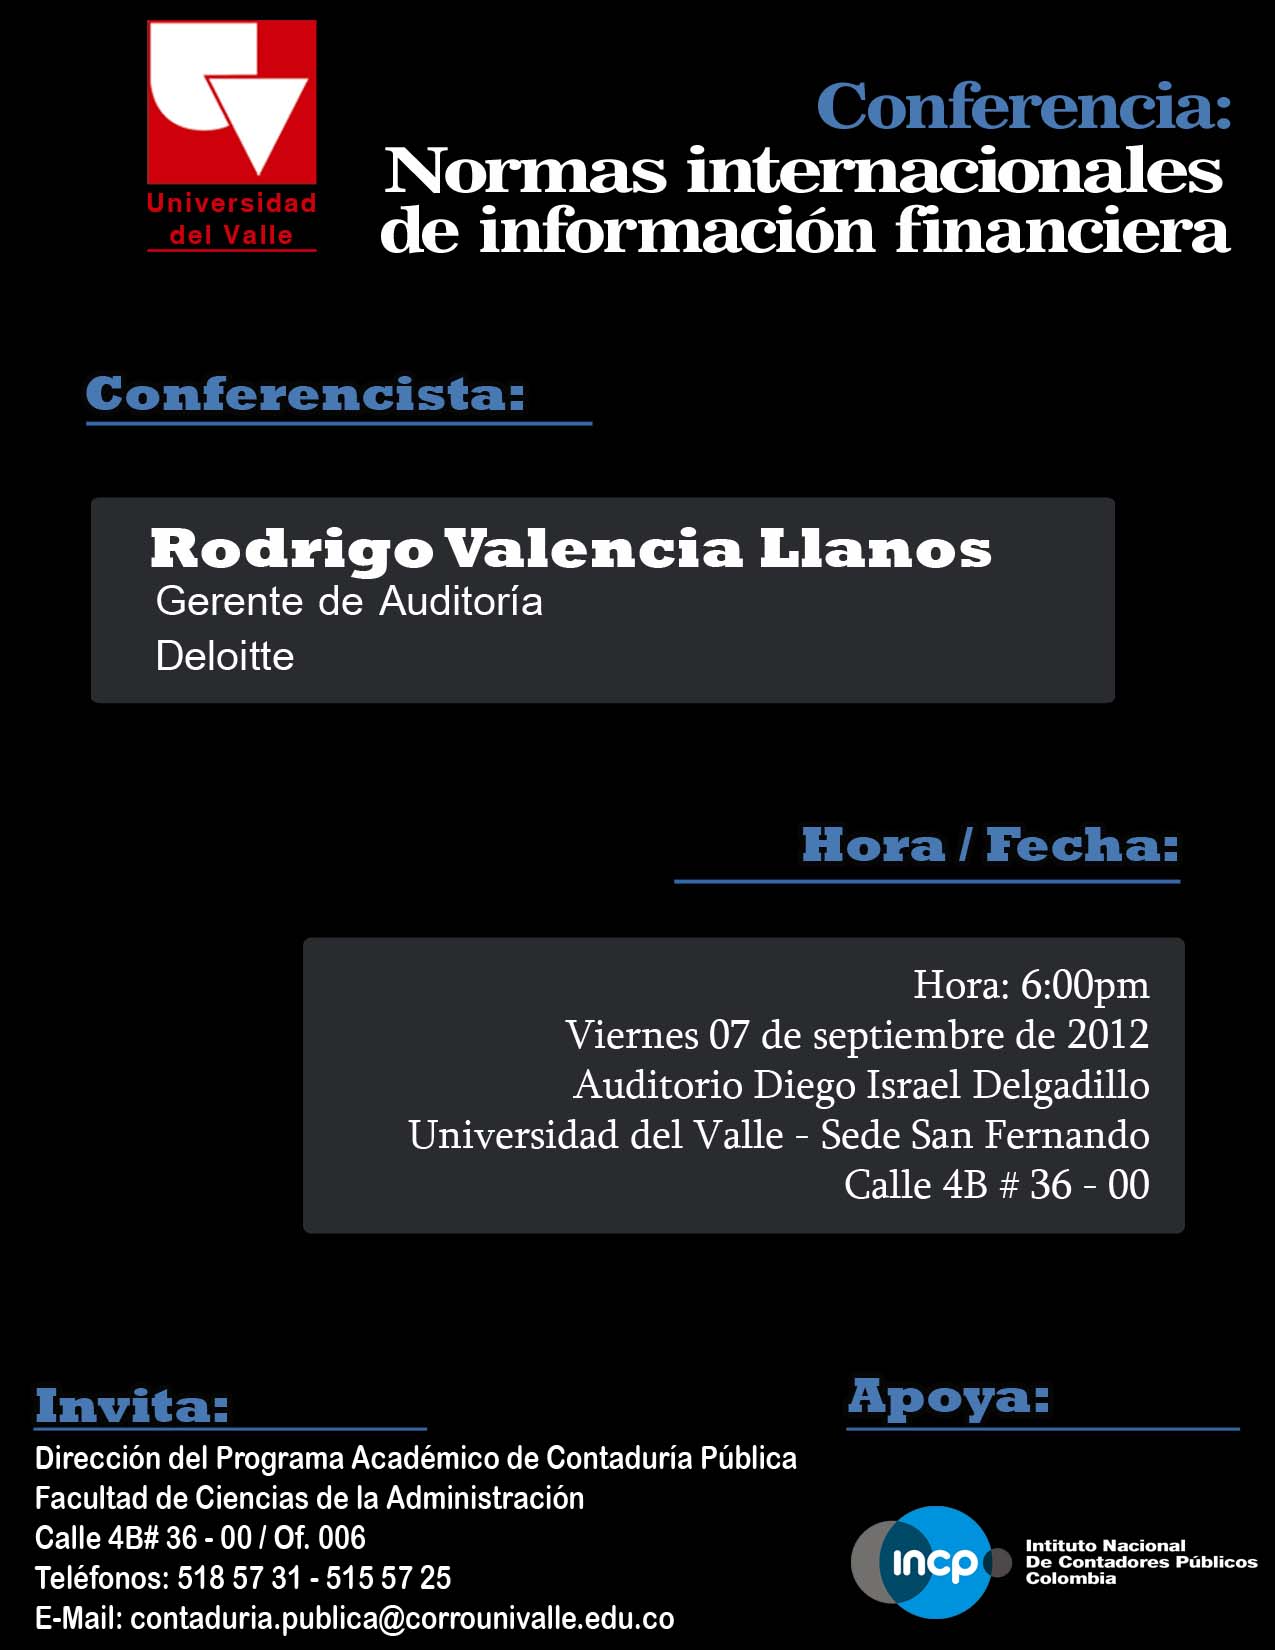 Universidad
del Valle
Conferencia:
Normas internacionales
de información financiera
Conferencista:
Rodrigo Valencia Llanos
Gerente de Auditoría
Deloitte
Hora / Fecha:
Hora: 6:00pm
Viernes 07 de septiembre de 2012
Auditorio Diego Israel Delgadillo
Universidad del Valle - Sede San Fernando
Calle 4B # 36 - 00
Invita:
Dirección del Programa Académico de Contaduría Pública
Facultad de Ciencias de la Administración
Calle 4B# 36 - 00 / Of. 006
Teléfonos: 518 57 31 - 515 57 25
E-Mail: contaduria.publica@corrounivalle.edu.co
Apoya:
incp
Intituto Nacional
De Contadores Públicos
Colombia